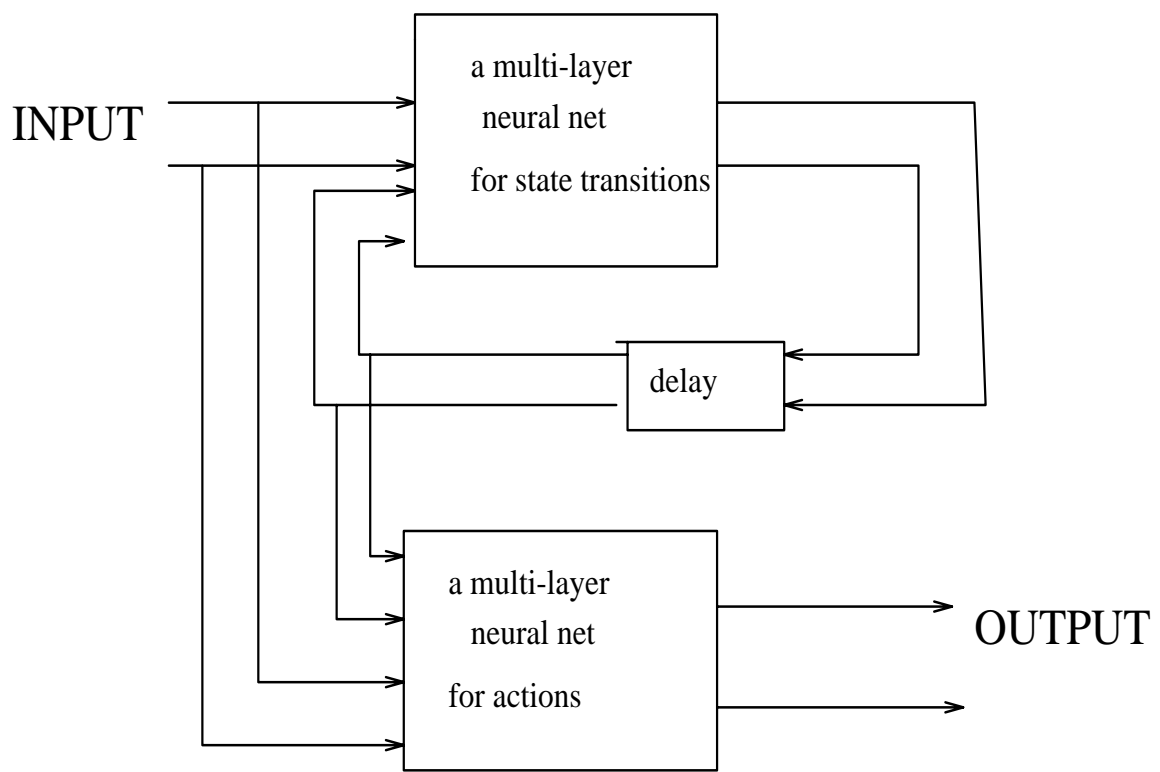 INPUT
a multi-layer
neural net
for state transitions
delay
a multi-layer
neural net
for actions
OUTPUT